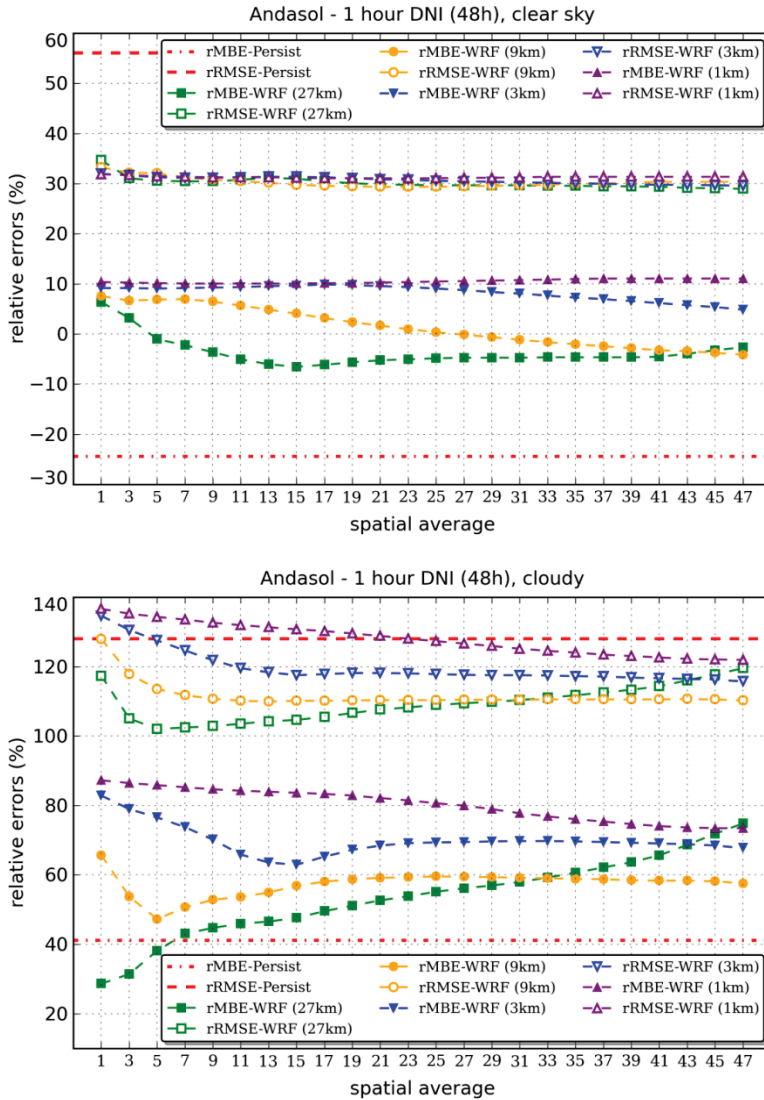 Andasol - 1 hour DNI (48h), clear sky
60
50
40
30
20
10
0
−10
−20
−30
relative errors (%)
rMBE-Persist
rRMSE-Persist
rMBE-WRF (27km)
rRMSE-WRF (27km)
rMBE-WRF (9km)
rRMSE-WRF (9km)
rMBE-WRF (3km)
rRMSE-WRF (3km)
rMBE-WRF (1km)
rRMSE-WRF (1km)
1 3 5 7 9 11 13 15 17 19 21 23 25 27 29 31 33 35 37 39 41 43 45 47
spatial average
Andasol - 1 hour DNI (48h), cloudy
140
120
100
80
60
40
20
relative errors (%)
rMBE-Persist
rRMSE-Persist
rMBE-WRF (27km)
rRMSE-WRF (27km)
rMBE-WRF (9km)
rRMSE-WRF (9km)
rMBE-WRF (3km)
rRMSE-WRF (3km)
rMBE-WRF (1km)
rRMSE-WRF (1km)
1 3 5 7 9 11 13 15 17 19 21 23 25 27 29 31 33 35 37 39 41 43 45 47
spatial average